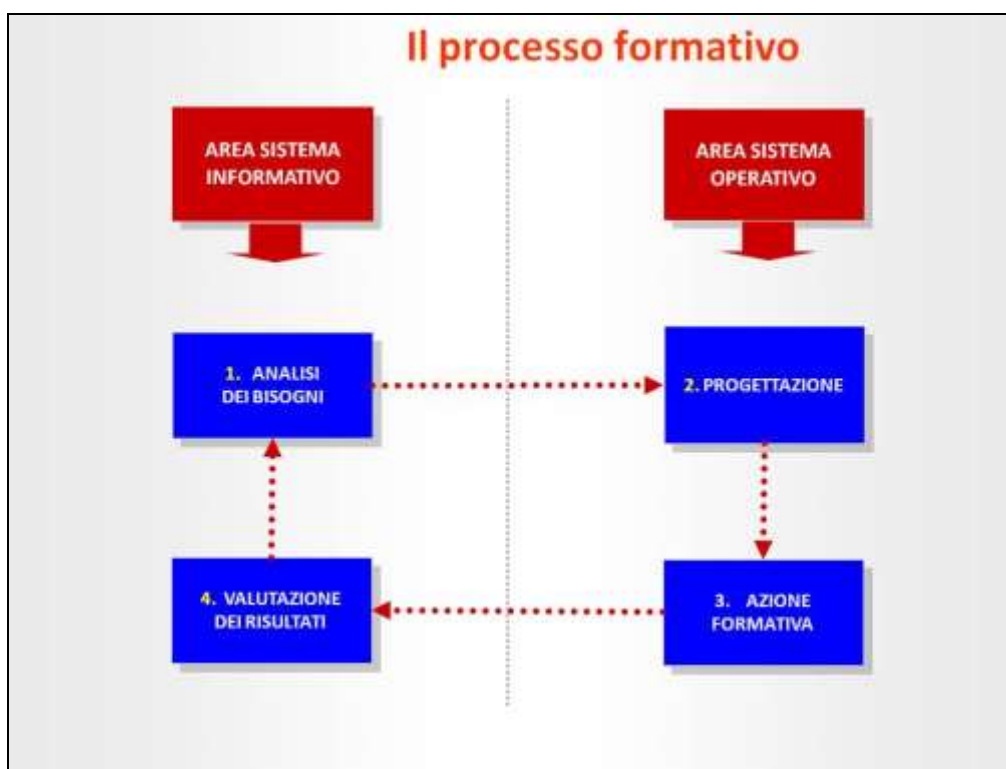 Il processo formativo
AREA SISTEMA
INFORMATIVO
AREA SISTEMA
OPERATIVO
1. ANALISI
DEI BISOGNI
2. PROGETTAZIONE
4. VALUTAZIONE
DEI RISULTATI
3. AZIONE
FORMATIVA